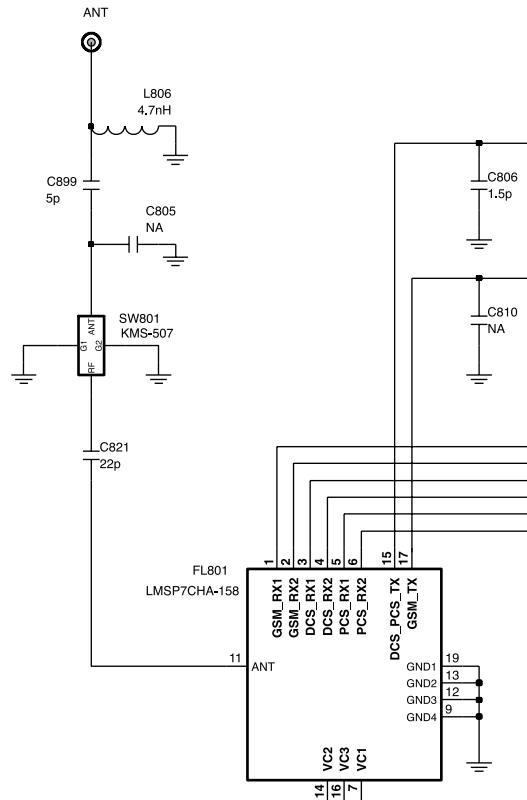 ANT
L806
4.7nH
C899
5p
C805
NA
C806
1.5p
C810
NA
SW801
KMS-507
ANT
G1
G2
RF
C821
22p
FL801
LMSP7CHA-158
1
2
3
4
5
6
15
17
GSM_RX1
GSM_RX2
DCS_RX1
DCS_RX2
PCS_RX1
PCS_RX2
DCS_PCS_TX
GSM_TX
11
ANT
GND1
19
GND2
13
GND3
12
GND4
9
VC2
VC3
VC1
14
16
7